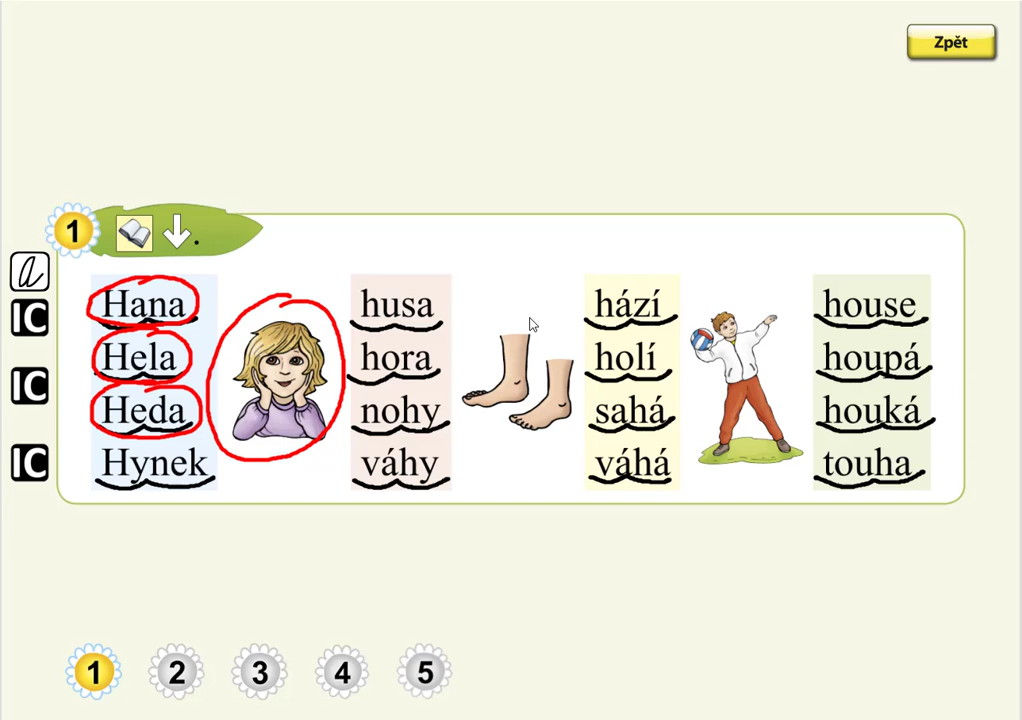 Zpět
1
.
a
IC
IC
IC
Hana
Hela
Heda
Hynek
husa
hora
nohy
váhy
hází
holí
sahá
váhá
house
houpá
houká
touha
1 2 3 4 5